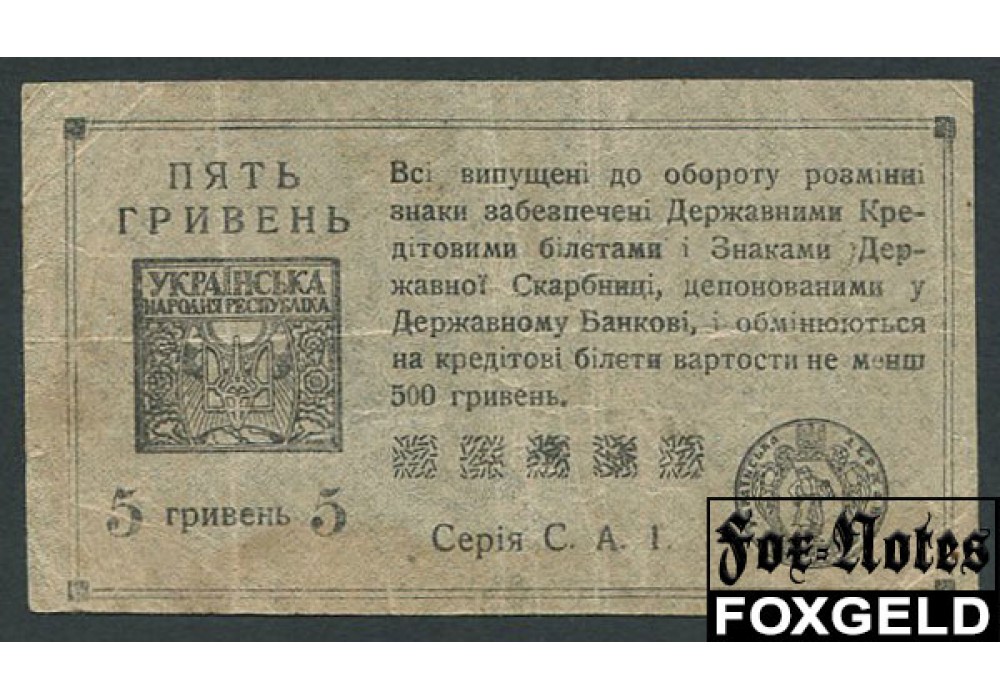 ПЯТЬ
ГРИВЕНЬ
УКРАЇНСЬКА
НАРОДНЯ РЕСПУБЛІКА
5 гривень 5
Всі випущені до обороту розмінні
знаки забезпечені Державними Кре-
дітовими білетами і Знаками Дер-
жавної Скарбниці, депонованими у
Державному Банкові, і обмінюються
на кредітові білети вартости не менш
500 гривень.
Серія С. А. I.
Fox-Notes
FOXGELD